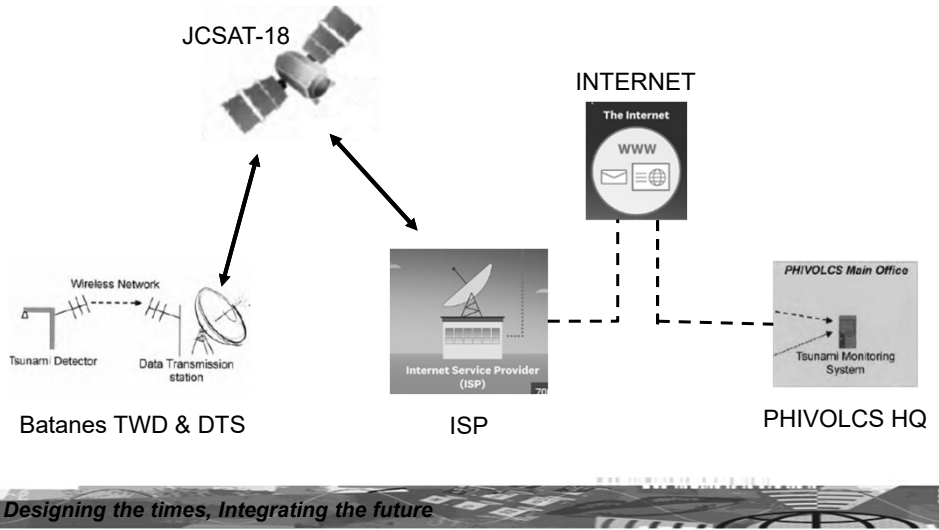 JCSAT-18
INTERNET
The Internet
WWW
Wireless Network
Tsunami Detector
Data Transmission
station
Batanes TWD & DTS
Internet Service Provider
(ISP)
ISP
PHIVOLCS Main Office
Tsunami Monitoring
System
PHIVOLCS HQ
Designing the times, Integrating the future